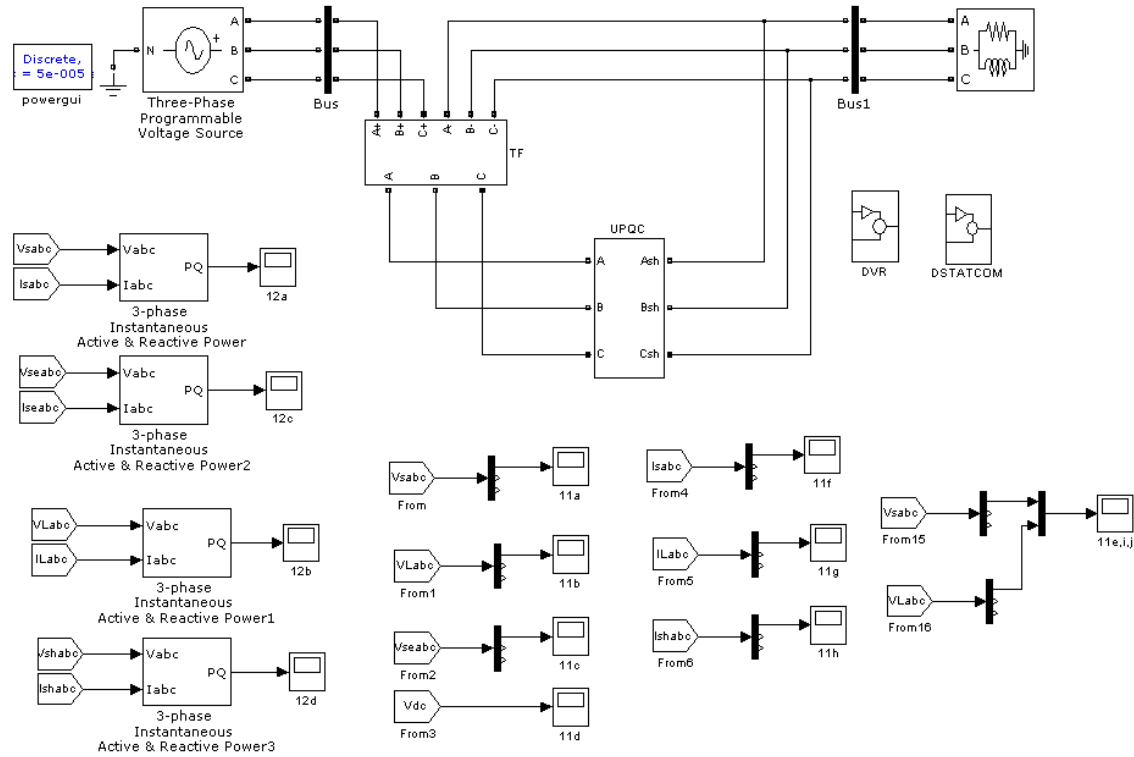 Discrete,
= 5e-005
powergui
N
A
B
C
Three-Phase
Programmable
Voltage Source
Bus
Bus1
A
B
C
A+
B+
C+
A-
B-
C-
A
B
C
TF
UPQC
A
B
C
Ash
Bsh
Csh
DVR
DSTATCOM
Vsabc
Isabc
Vabc
Iabc
PQ
12a
3-phase
Instantaneous
Active & Reactive Power
Vseabc
Iseabc
Vabc
Iabc
PQ
12c
3-phase
Instantaneous
Active & Reactive Power2
VLabc
ILabc
Vabc
Iabc
PQ
12b
3-phase
Instantaneous
Active & Reactive Power1
Vshabc
Ishabc
Vabc
Iabc
PQ
12d
3-phase
Instantaneous
Active & Reactive Power3
Vsabc
From
11a
VLabc
From1
11b
Vseabc
From2
11c
Vdc
From3
11d
Isabc
From4
11f
ILabc
From5
11g
Ishabc
From6
11h
Vsabc
From15
VLabc
From16
11e,i,j